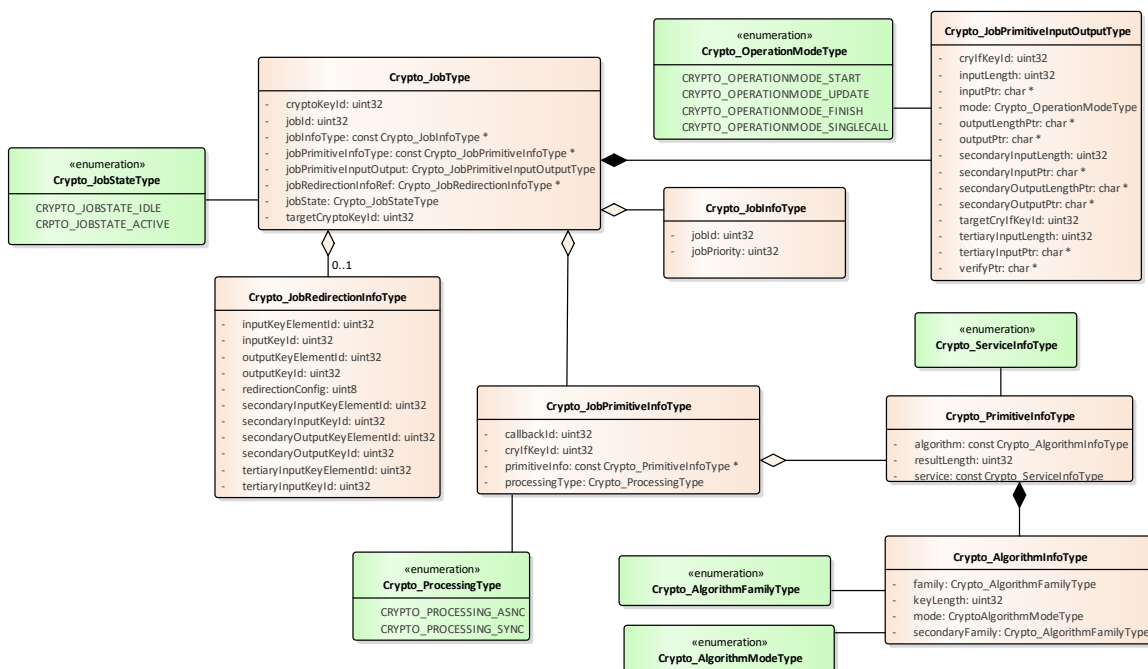 «enumeration»
Crypto_OperationModeType
CRYPTO_OPERATIONMODE_START
CRYPTO_OPERATIONMODE_UPDATE
CRYPTO_OPERATIONMODE_FINISH
CRYPTO_OPERATIONMODE_SINGLECALL
Crypto_JobPrimitiveInputOutputType
- cryIfKeyId: uint32
- inputLength: uint32
- inputPtr: char *
- mode: Crypto_OperationModeType
- outputLengthPtr: char *
- outputPtr: char *
- secondaryInputLength: uint32
- secondaryInputPtr: char *
- secondaryOutputLengthPtr: char *
- secondaryOutputPtr: char *
- targetCryIfKeyId: uint32
- tertiaryInputLength: uint32
- tertiaryInputPtr: char *
- verifyPtr: char *
Crypto_JobType
- cryptoKeyId: uint32
- jobId: uint32
- jobInfoType: const Crypto_JobInfoType *
- jobPrimitiveInfoType: const Crypto_JobPrimitiveInfoType *
- jobPrimitiveInputOutput: Crypto_JobPrimitiveInputOutputType
- jobRedirectionInfoRef: Crypto_JobRedirectionInfoType *
- jobState: Crypto_JobStateType
- targetCryptoKeyId: uint32
«enumeration»
Crypto_JobStateType
CRYPTO_JOBSTATE_IDLE
CRPTO_JOBSTATE_ACTIVE
Crypto_JobInfoType
- jobId: uint32
- jobPriority: uint32
0..1
Crypto_JobRedirectionInfoType
- inputKeyElementId: uint32
- inputKeyId: uint32
- outputKeyElementId: uint32
- outputKeyId: uint32
- redirectionConfig: uint8
- secondaryInputKeyElementId: uint32
- secondaryInputKeyId: uint32
- secondaryOutputKeyElementId: uint32
- secondaryOutputKeyId: uint32
- tertiaryInputKeyElementId: uint32
- tertiaryInputKeyId: uint32
«enumeration»
Crypto_ServiceInfoType
Crypto_JobPrimitiveInfoType
- callbackId: uint32
- cryIfKeyId: uint32
- primitiveInfo: const Crypto_PrimitiveInfoType *
- processingType: Crypto_ProcessingType
Crypto_PrimitiveInfoType
- algorithm: const Crypto_AlgorithmInfoType
- resultLength: uint32
- service: const Crypto_ServiceInfoType
«enumeration»
Crypto_ProcessingType
CRYPTO_PROCESSING_ASNC
CRYPTO_PROCESSING_SYNC
«enumeration»
Crypto_AlgorithmFamilyType
Crypto_AlgorithmInfoType
- family: Crypto_AlgorithmFamilyType
- keyLength: uint32
- mode: CryptoAlgorithmModeType
- secondaryFamily: Crypto_AlgorithmFamilyType
«enumeration»
Crypto_AlgorithmModeType